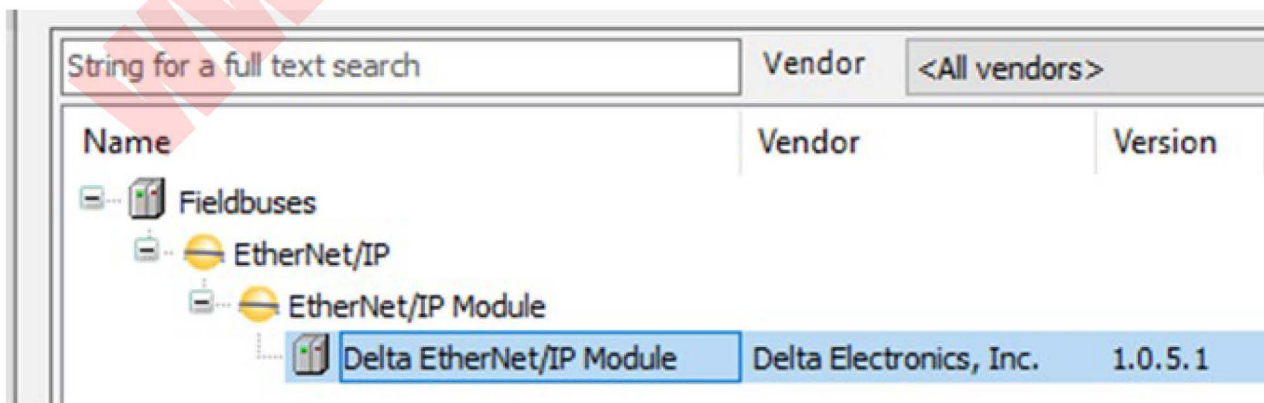 String for a full text search Vendor <All vendors>
Name Vendor Version
Fieldbuses
EtherNet/IP
EtherNet/IP Module
Delta EtherNet/IP Module Delta Electronics, Inc. 1.0.5.1